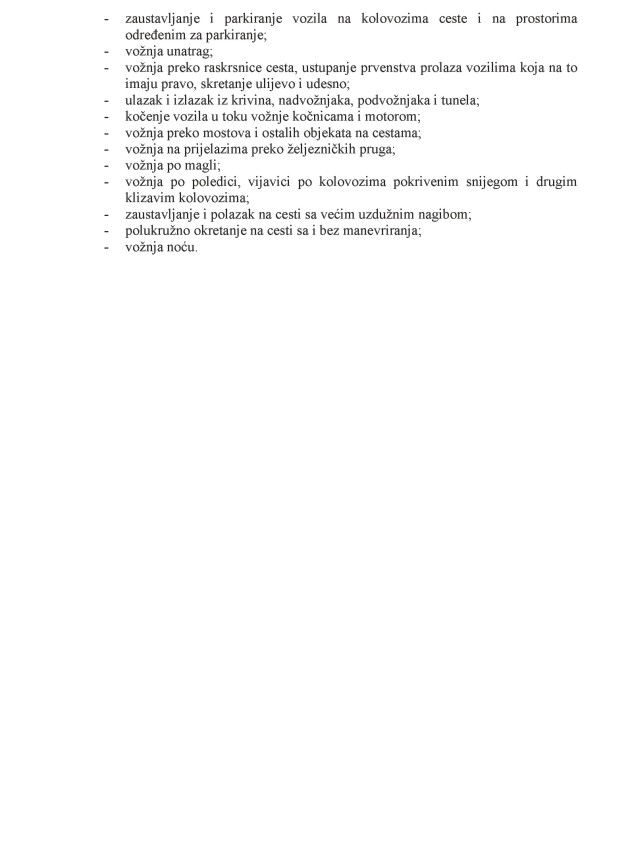 - zaustavljanje i parkiranje vozila na kolovozima ceste i na prostorima
određenim za parkiranje;
- vožnja unatrag;
- vožnja preko raskrsnice cesta, ustupanje prvenstva prolaza vozilima koja na to
imaju pravo, skretanje ulijevo i udesno;
- ulazak i izlazak iz krivina, nadvožnjaka, podvožnjaka i tunela;
- kočenje vozila u toku vožnje kočnicama i motorom;
- vožnja preko mostova i ostalih objekata na cestama;
- vožnja na prijelazima preko željezničkih pruga;
- vožnja po magli;
- vožnja po poledici, vijavici po kolovozima pokrivenim snijegom i drugim
klizavim kolovozima;
- zaustavljanje i polazak na cesti sa većim uzdužnim nagibom;
- polukružno okretanje na cesti sa i bez manevriranja;
- vožnja noću.